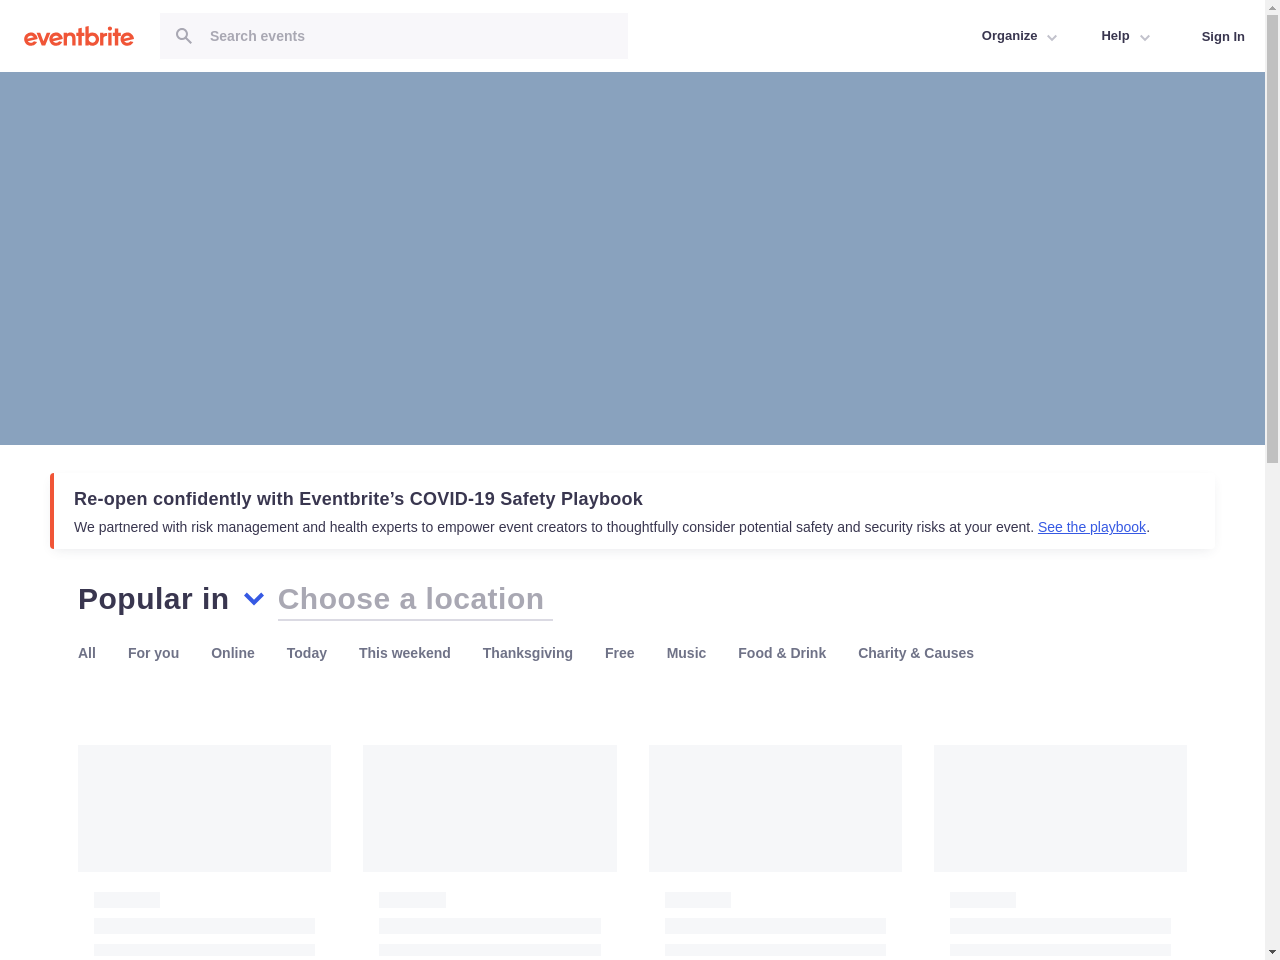 eventbrite
Search events
Organize
Help
Sign In
Re-open confidently with Eventbrite’s COVID-19 Safety Playbook
We partnered with risk management and health experts to empower event creators to thoughtfully consider potential safety and security risks at your event. See the playbook.
Popular in Choose a location
All For you Online Today This weekend Thanksgiving Free Music Food & Drink Charity & Causes